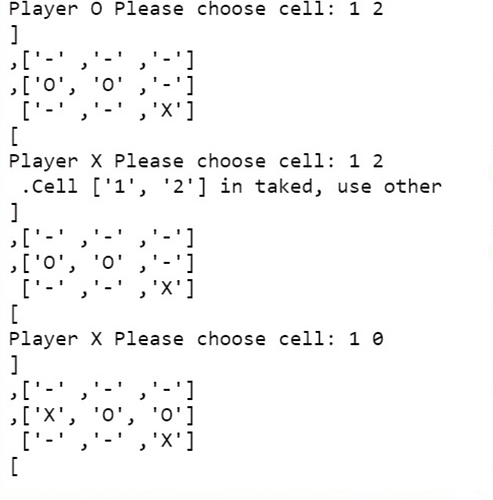 Player O Please choose cell: 1 2
]
,['-' ,'-' ,'-']
,['O', 'O' ,'-']
['-' ,'-' ,'X']
[
Player X Please choose cell: 1 2
.Cell ['1', '2'] in taked, use other
]
,['-' ,'-' ,'-']
,['O', 'O' ,'-']
['-' ,'-' ,'X']
[
Player X Please choose cell: 1 0
]
,['-' ,'-' ,'-']
,['X', 'O', 'O']
['-' ,'-' ,'X']
[